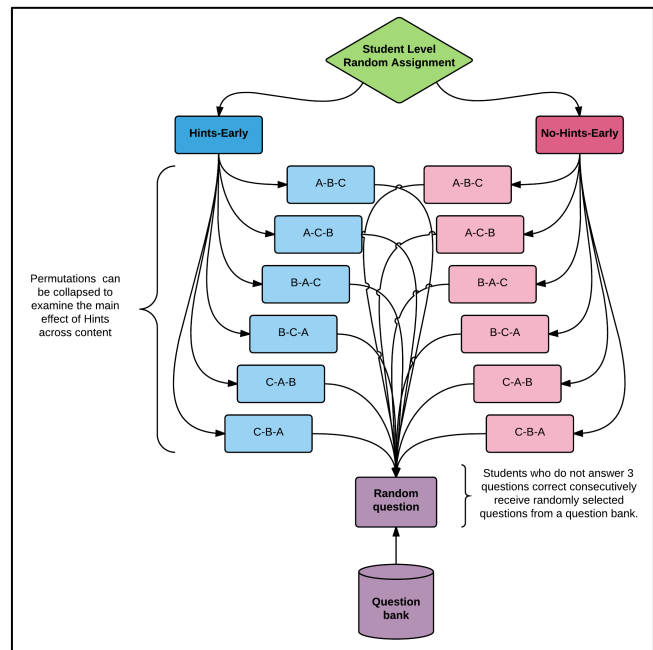 Student Level
Random Assignment
Hints-Early
No-Hints-Early
A-B-C
A-B-C
A-C-B
A-C-B
B-A-C
B-A-C
Permutations can
be collapsed to
examine the main
effect of Hints
across content
B-C-A
B-C-A
C-A-B
C-A-B
C-B-A
C-B-A
Random
question
Students who do not answer 3
questions correct consecutively
receive randomly selected
questions from a question bank.
Question
bank